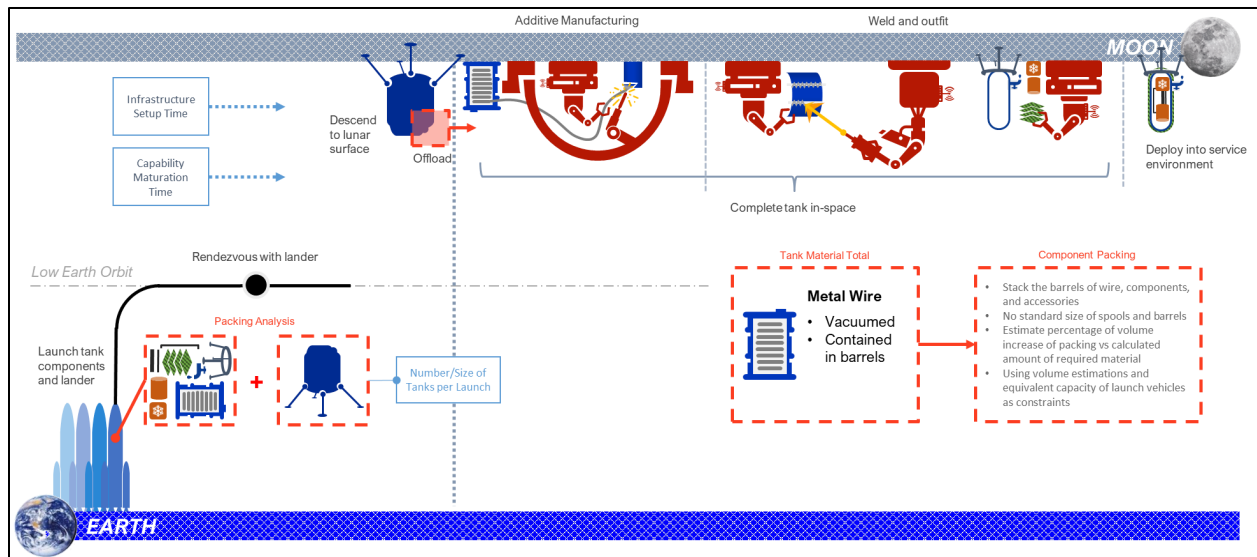 Additive Manufacturing
Weld and outfit
MOON
Infrastructure
Setup Time
Capability
Maturation
Time
Descend
to lunar
surface
Offload
Deploy into service
environment
Complete tank in-space
Low Earth Orbit
Rendezvous with lander
Packing Analysis
Launch tank
components
and lander
Number/Size of
Tanks per Launch
Tank Material Total
Metal Wire
• Vacuumed
• Contained
in barrels
Component Packing
• Stack the barrels of wire, components,
and accessories
• No standard size of spools and barrels
• Estimate percentage of volume
increase of packing vs calculated
amount of required material
• Using volume estimations and
equivalent capacity of launch vehicles
as constraints
EARTH